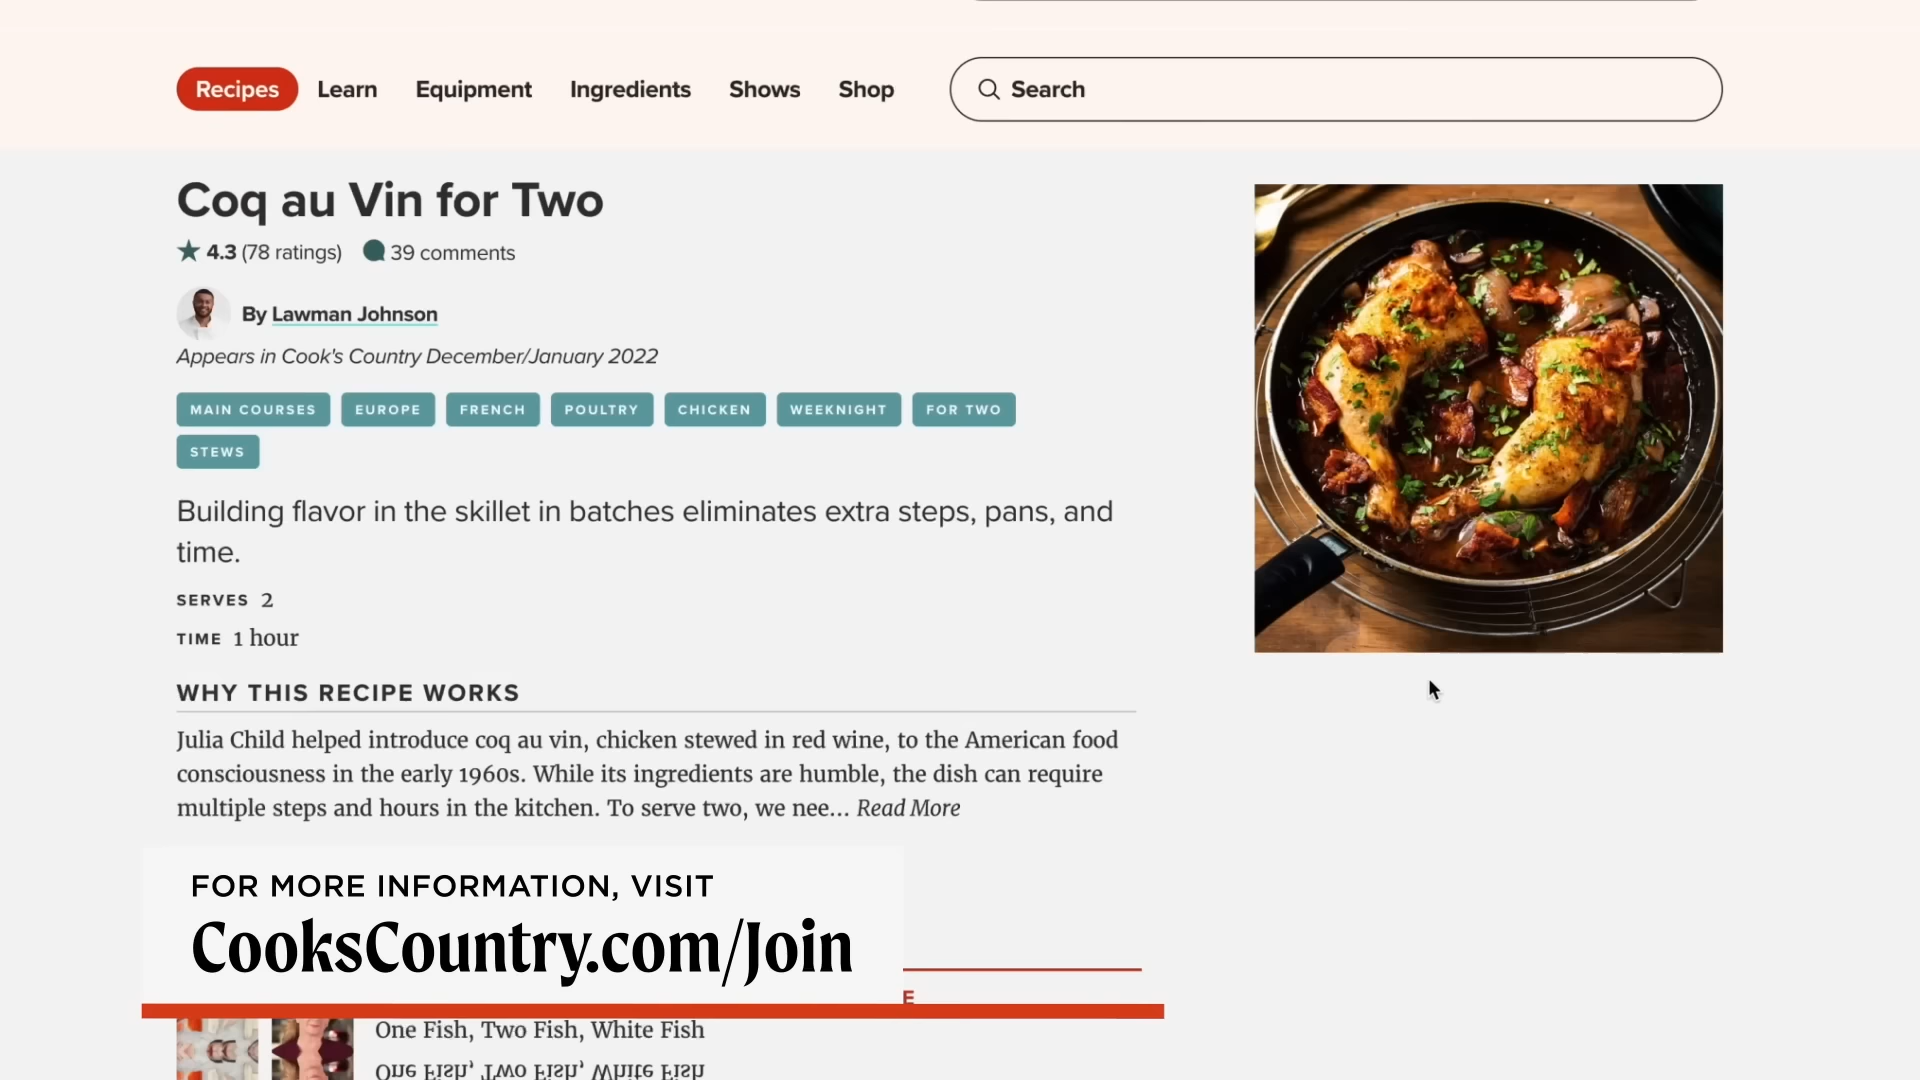 Recipes Learn Equipment Ingredients Shows Shop Search
Coq au Vin for Two
4.3 (78 ratings) 39 comments
By Lawman Johnson
Appears in Cook's Country December/January 2022
MAIN COURSES EUROPE FRENCH POULTRY CHICKEN WEEKNIGHT FOR TWO
STEWS
Building flavor in the skillet in batches eliminates extra steps, pans, and
time.
SERVES 2
TIME 1 hour
WHY THIS RECIPE WORKS
Julia Child helped introduce coq au vin, chicken stewed in red wine, to the American food
consciousness in the early 1960s. While its ingredients are humble, the dish can require
multiple steps and hours in the kitchen. To serve two, we nee... Read More
FOR MORE INFORMATION, VISIT
CooksCountry.com/Join
E
One Fish, Two Fish, White Fish
One Fish, Two Fish, White Fish